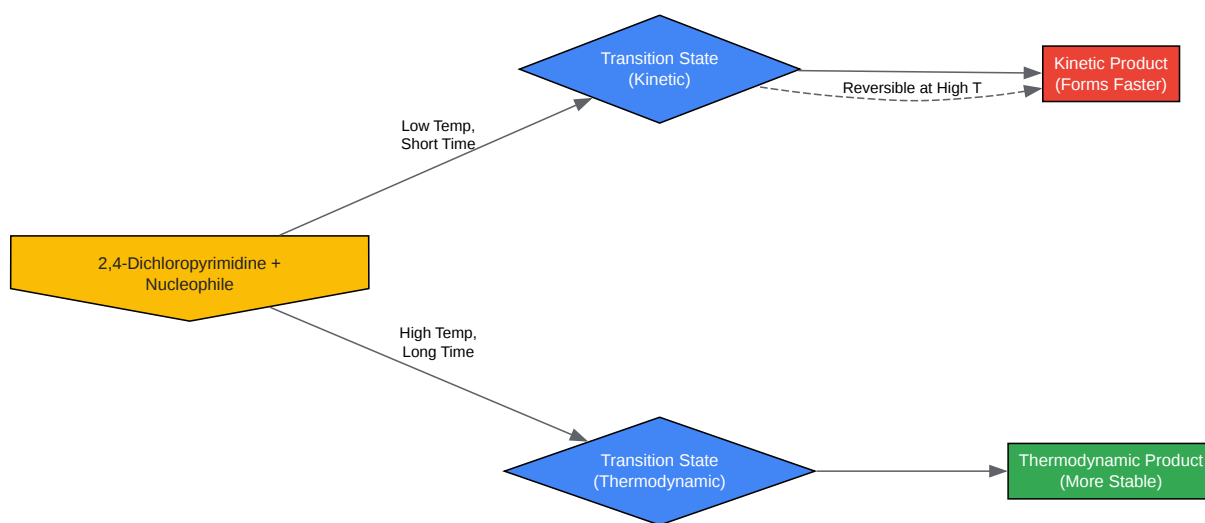 Transition State
(Kinetic)
Kinetic Product
(Forms Faster)
Reversible at High T
Low Temp,
Short Time
2,4-Dichloropyrimidine +
Nucleophile
High Temp,
Long Time
Transition State
(Thermodynamic)
Thermodynamic Product
(More Stable)